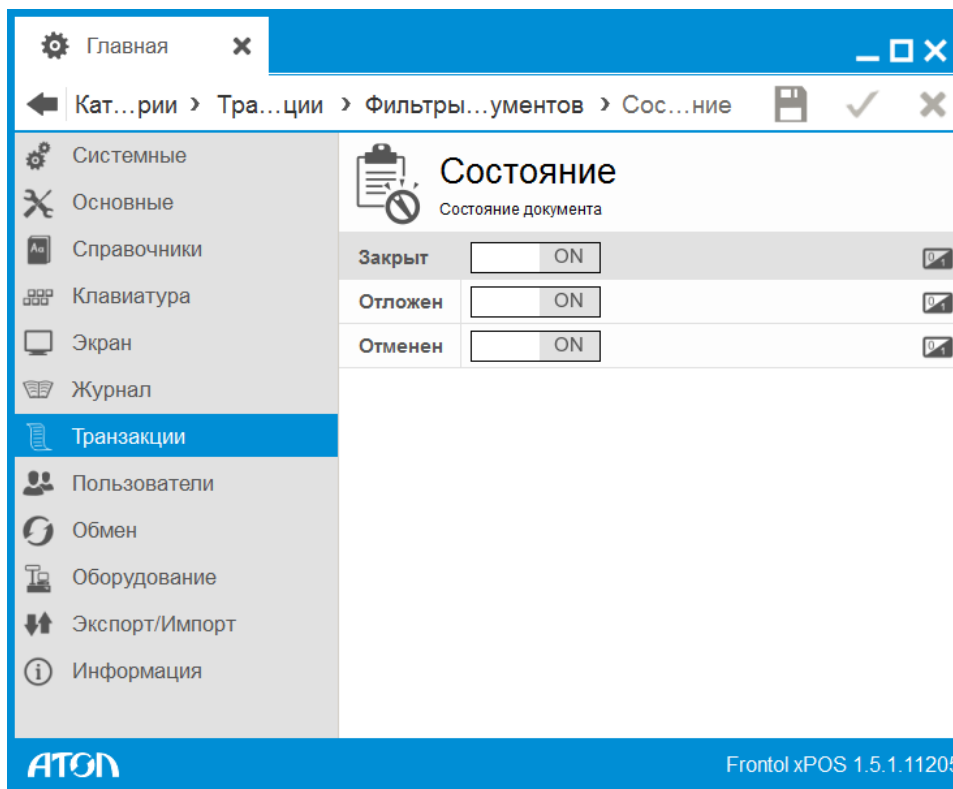 Главная
Кат...рии › Тра...ции › Фильтры...ументов › Сос...ние
Системные
Основные
Справочники
Клавиатура
Экран
Журнал
Транзакции
Пользователи
Обмен
Оборудование
Экспорт/Импорт
Информация
Состояние
Состояние документа
Закрыт ON
Отложен ON
Отменен ON
АТОЛ
Frontol xPOS 1.5.1.11205